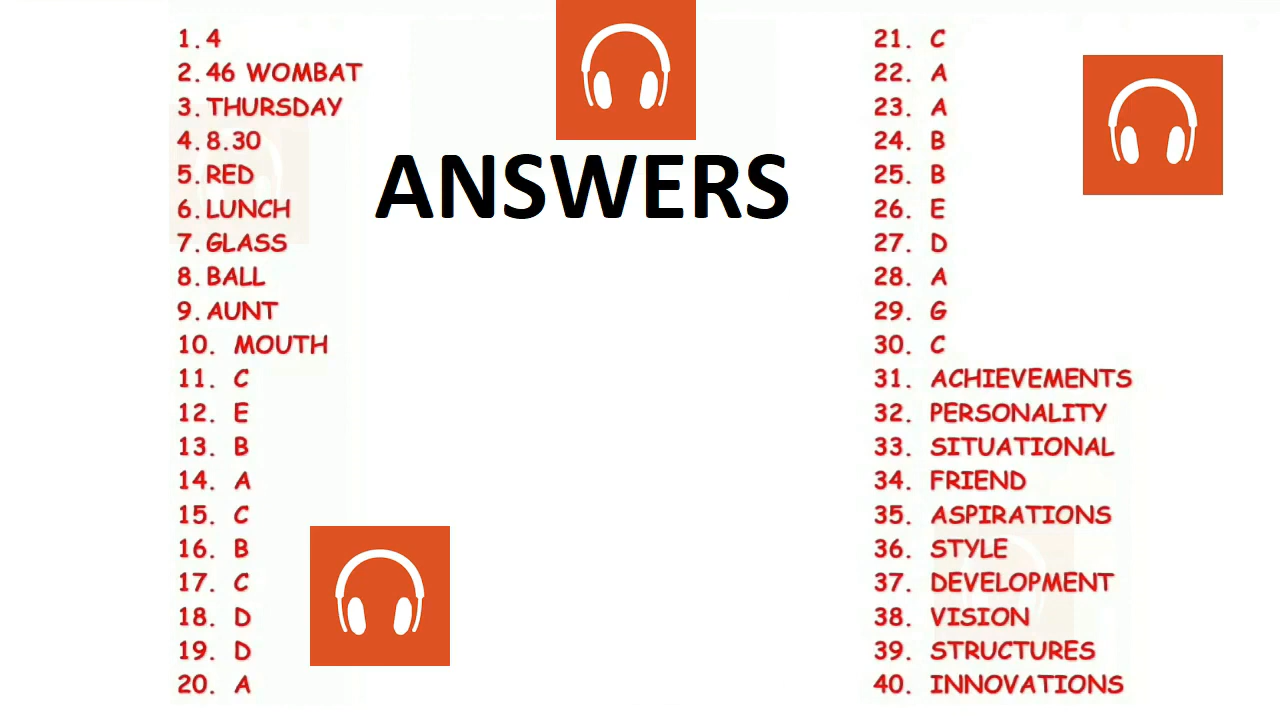 ANSWERS
1. 4
2. 46 WOMBAT
3. THURSDAY
4. 8.30
5. RED
6. LUNCH
7. GLASS
8. BALL
9. AUNT
10. MOUTH
11. C
12. E
13. B
14. A
15. C
16. B
17. C
18. D
19. D
20. A
21. C
22. A
23. A
24. B
25. B
26. E
27. D
28. A
29. G
30. C
31. ACHIEVEMENTS
32. PERSONALITY
33. SITUATIONAL
34. FRIEND
35. ASPIRATIONS
36. STYLE
37. DEVELOPMENT
38. VISION
39. STRUCTURES
40. INNOVATIONS